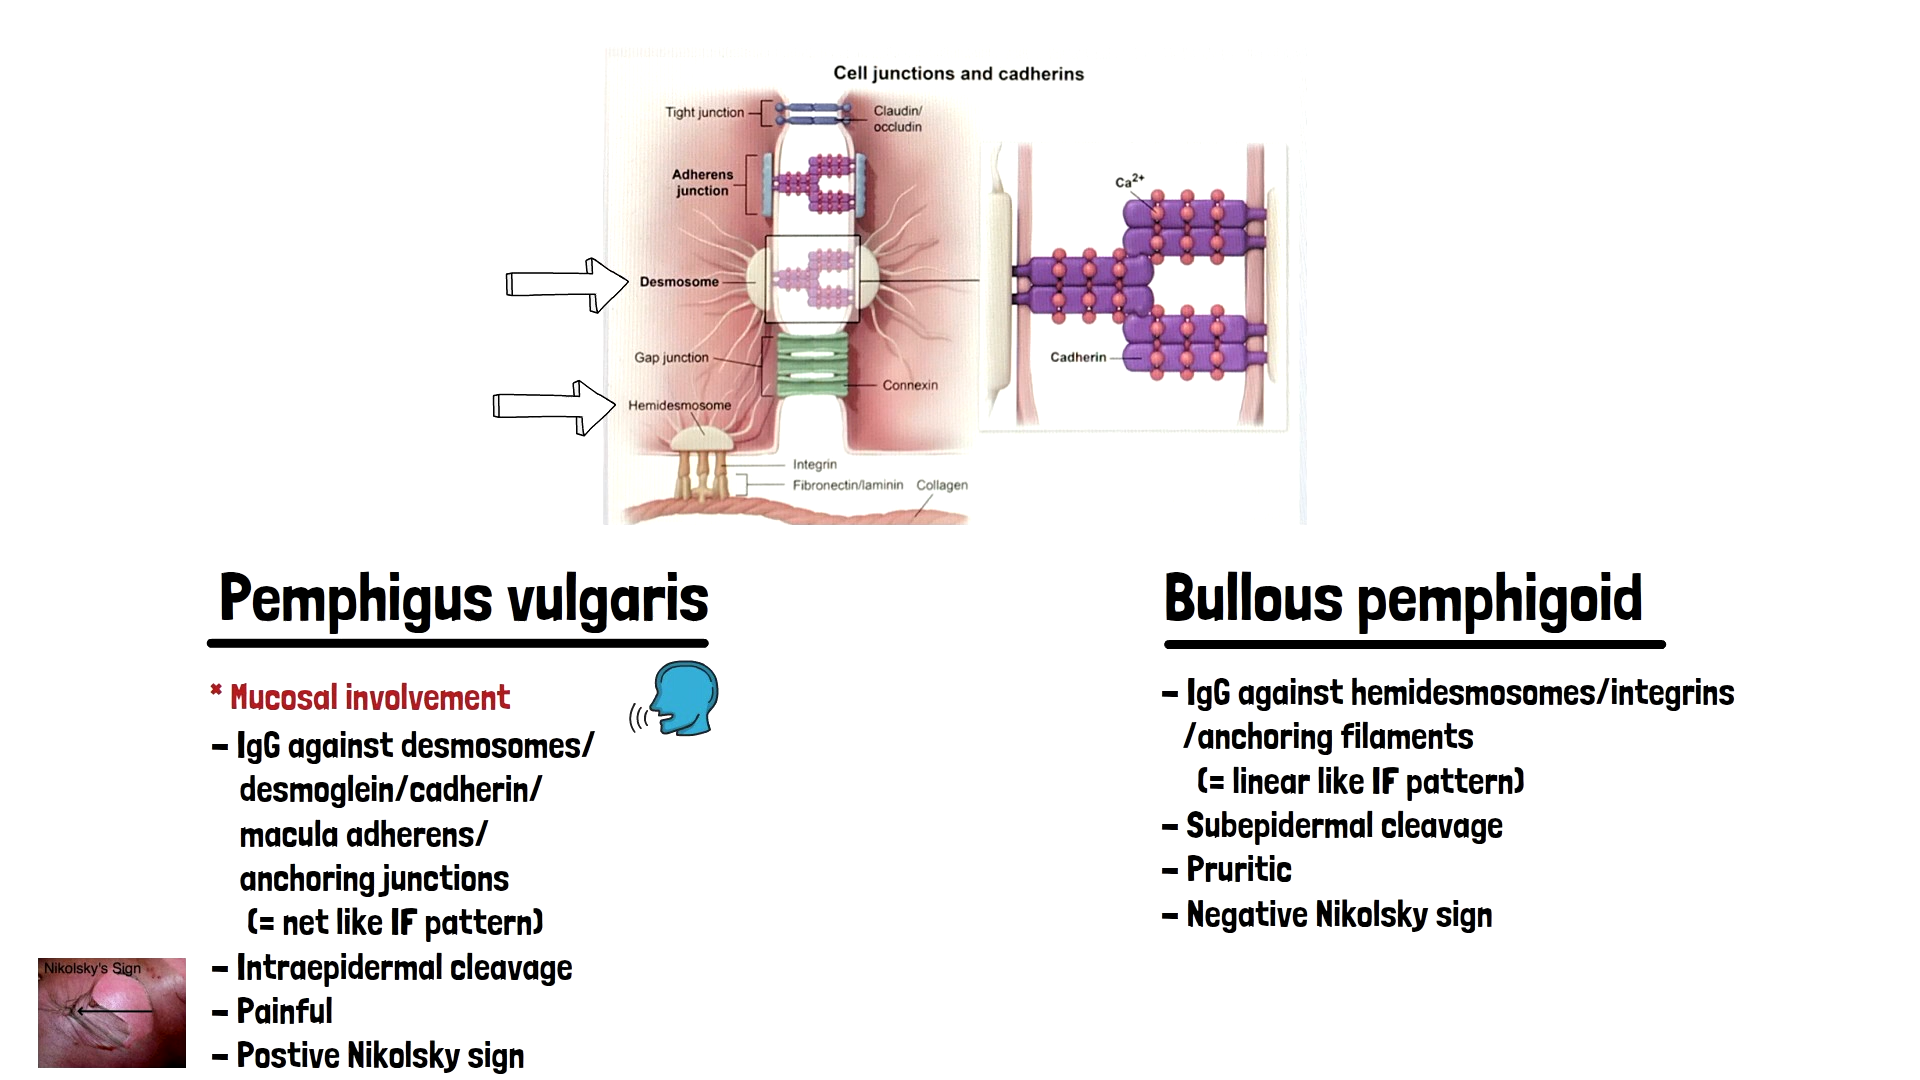 Cell junctions and cadherins
Tight junction
Claudin/
occludin
Adherens
junction
Desmosome
Gap junction
Connexin
Hemidesmosome
Integrin
Fibronectin/laminin
Collagen
Ca2+
Cadherin
Pemphigus vulgaris
* Mucosal involvement
- IgG against desmosomes/
desmoglein/cadherin/
macula adherens/
anchoring junctions
(= net like IF pattern)
- Intraepidermal cleavage
- Painful
- Postive Nikolsky sign
Nikolsky's Sign
Bullous pemphigoid
- IgG against hemidesmosomes/integrins
/anchoring filaments
(= linear like IF pattern)
- Subepidermal cleavage
- Pruritic
- Negative Nikolsky sign